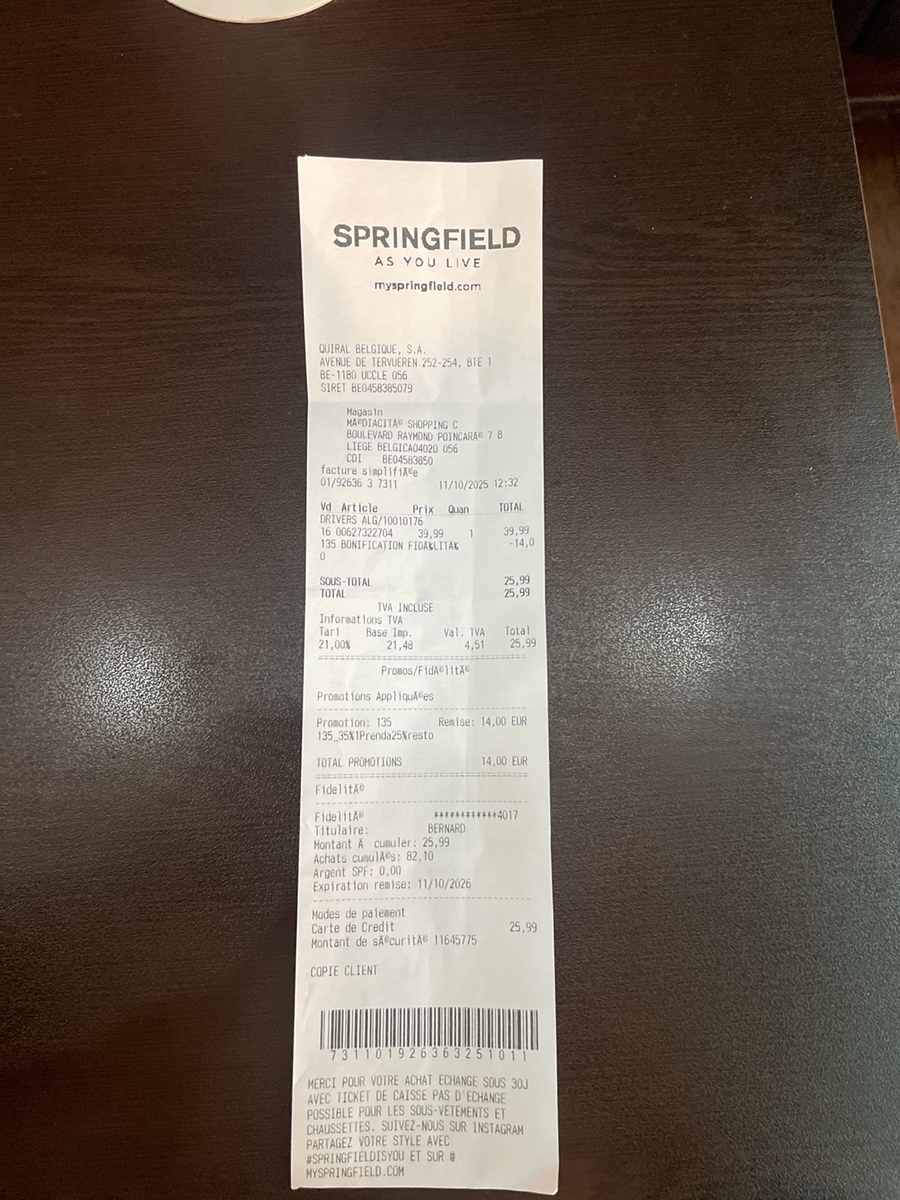 SPRINGFIELD
AS YOU LIVE
myspringfield.com
QUIRAL BELGIQUE, S.A.
AVENUE DE TERVUEREN 252-254, BTE 1
BE-1180 UCCLE 056
SIRET BE0458385079
Magasin
MÃ©DIACITÃ© SHOPPING C
BOULEVARD RAYMOND POINCARÃ© 7 B
LIEGE BELGICA04020 056
CDI BE04583850
facture simplifiÃ©e
01/92636 3 7311 11/10/2025 12:32
Vd Article Prix Quan TOTAL
DRIVERS ALG/10010176
16 00627322704 39,99 1 39,99
135 BONIFICATION -14,0
0
SOUS-TOTAL 25,99
TOTAL 25,99
TVA INCLUSE
Informations TVA
Tari Base Imp. Val. TVA Total
21,00% 21,48 4,51 25,99
Promos/FidÃ©litÃ©
Promotions AppliquÃ©es
Promotion: 135 Remise: 14,00 EUR
135_35%1Prenda25%resto
TOTAL PROMOTIONS 14,00 EUR
FidelitÃ©
FidelitÃ© ************4017
Titulaire: BERNARD
Montant Ã cumuler: 25,99
Achats cumulÃ©s: 82,10
Argent SPF: 0,00
Expiration remise: 11/10/2026
Modes de paiement
Carte de Credit 25,99
Montant de sÃ©curitÃ© 11645775
COPIE CLIENT
731101926363251011
MERCI POUR VOTRE ACHAT ECHANGE SOUS 30J
AVEC TICKET DE CAISSE PAS D'ECHANGE
POSSIBLE POUR LES SOUS-VETEMENTS ET
CHAUSSETTES. SUIVEZ-NOUS SUR INSTAGRAM
PARTAGEZ VOTRE STYLE AVEC
#SPRINGFIELDISYOU ET SUR @
MYSPRINGFIELD.COM